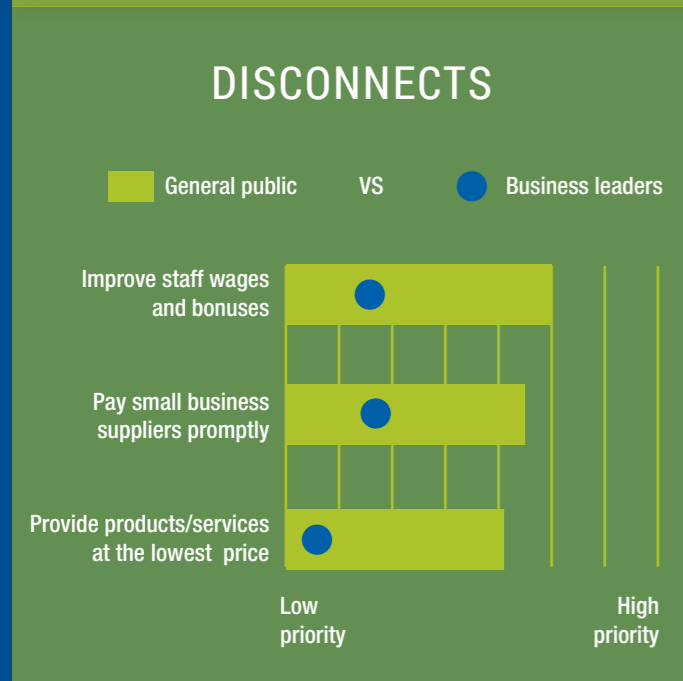 DISCONNECTS
General public VS Business leaders
Improve staff wages
and bonuses
Pay small business
suppliers promptly
Provide products/services
at the lowest price
Low
priority
High
priority